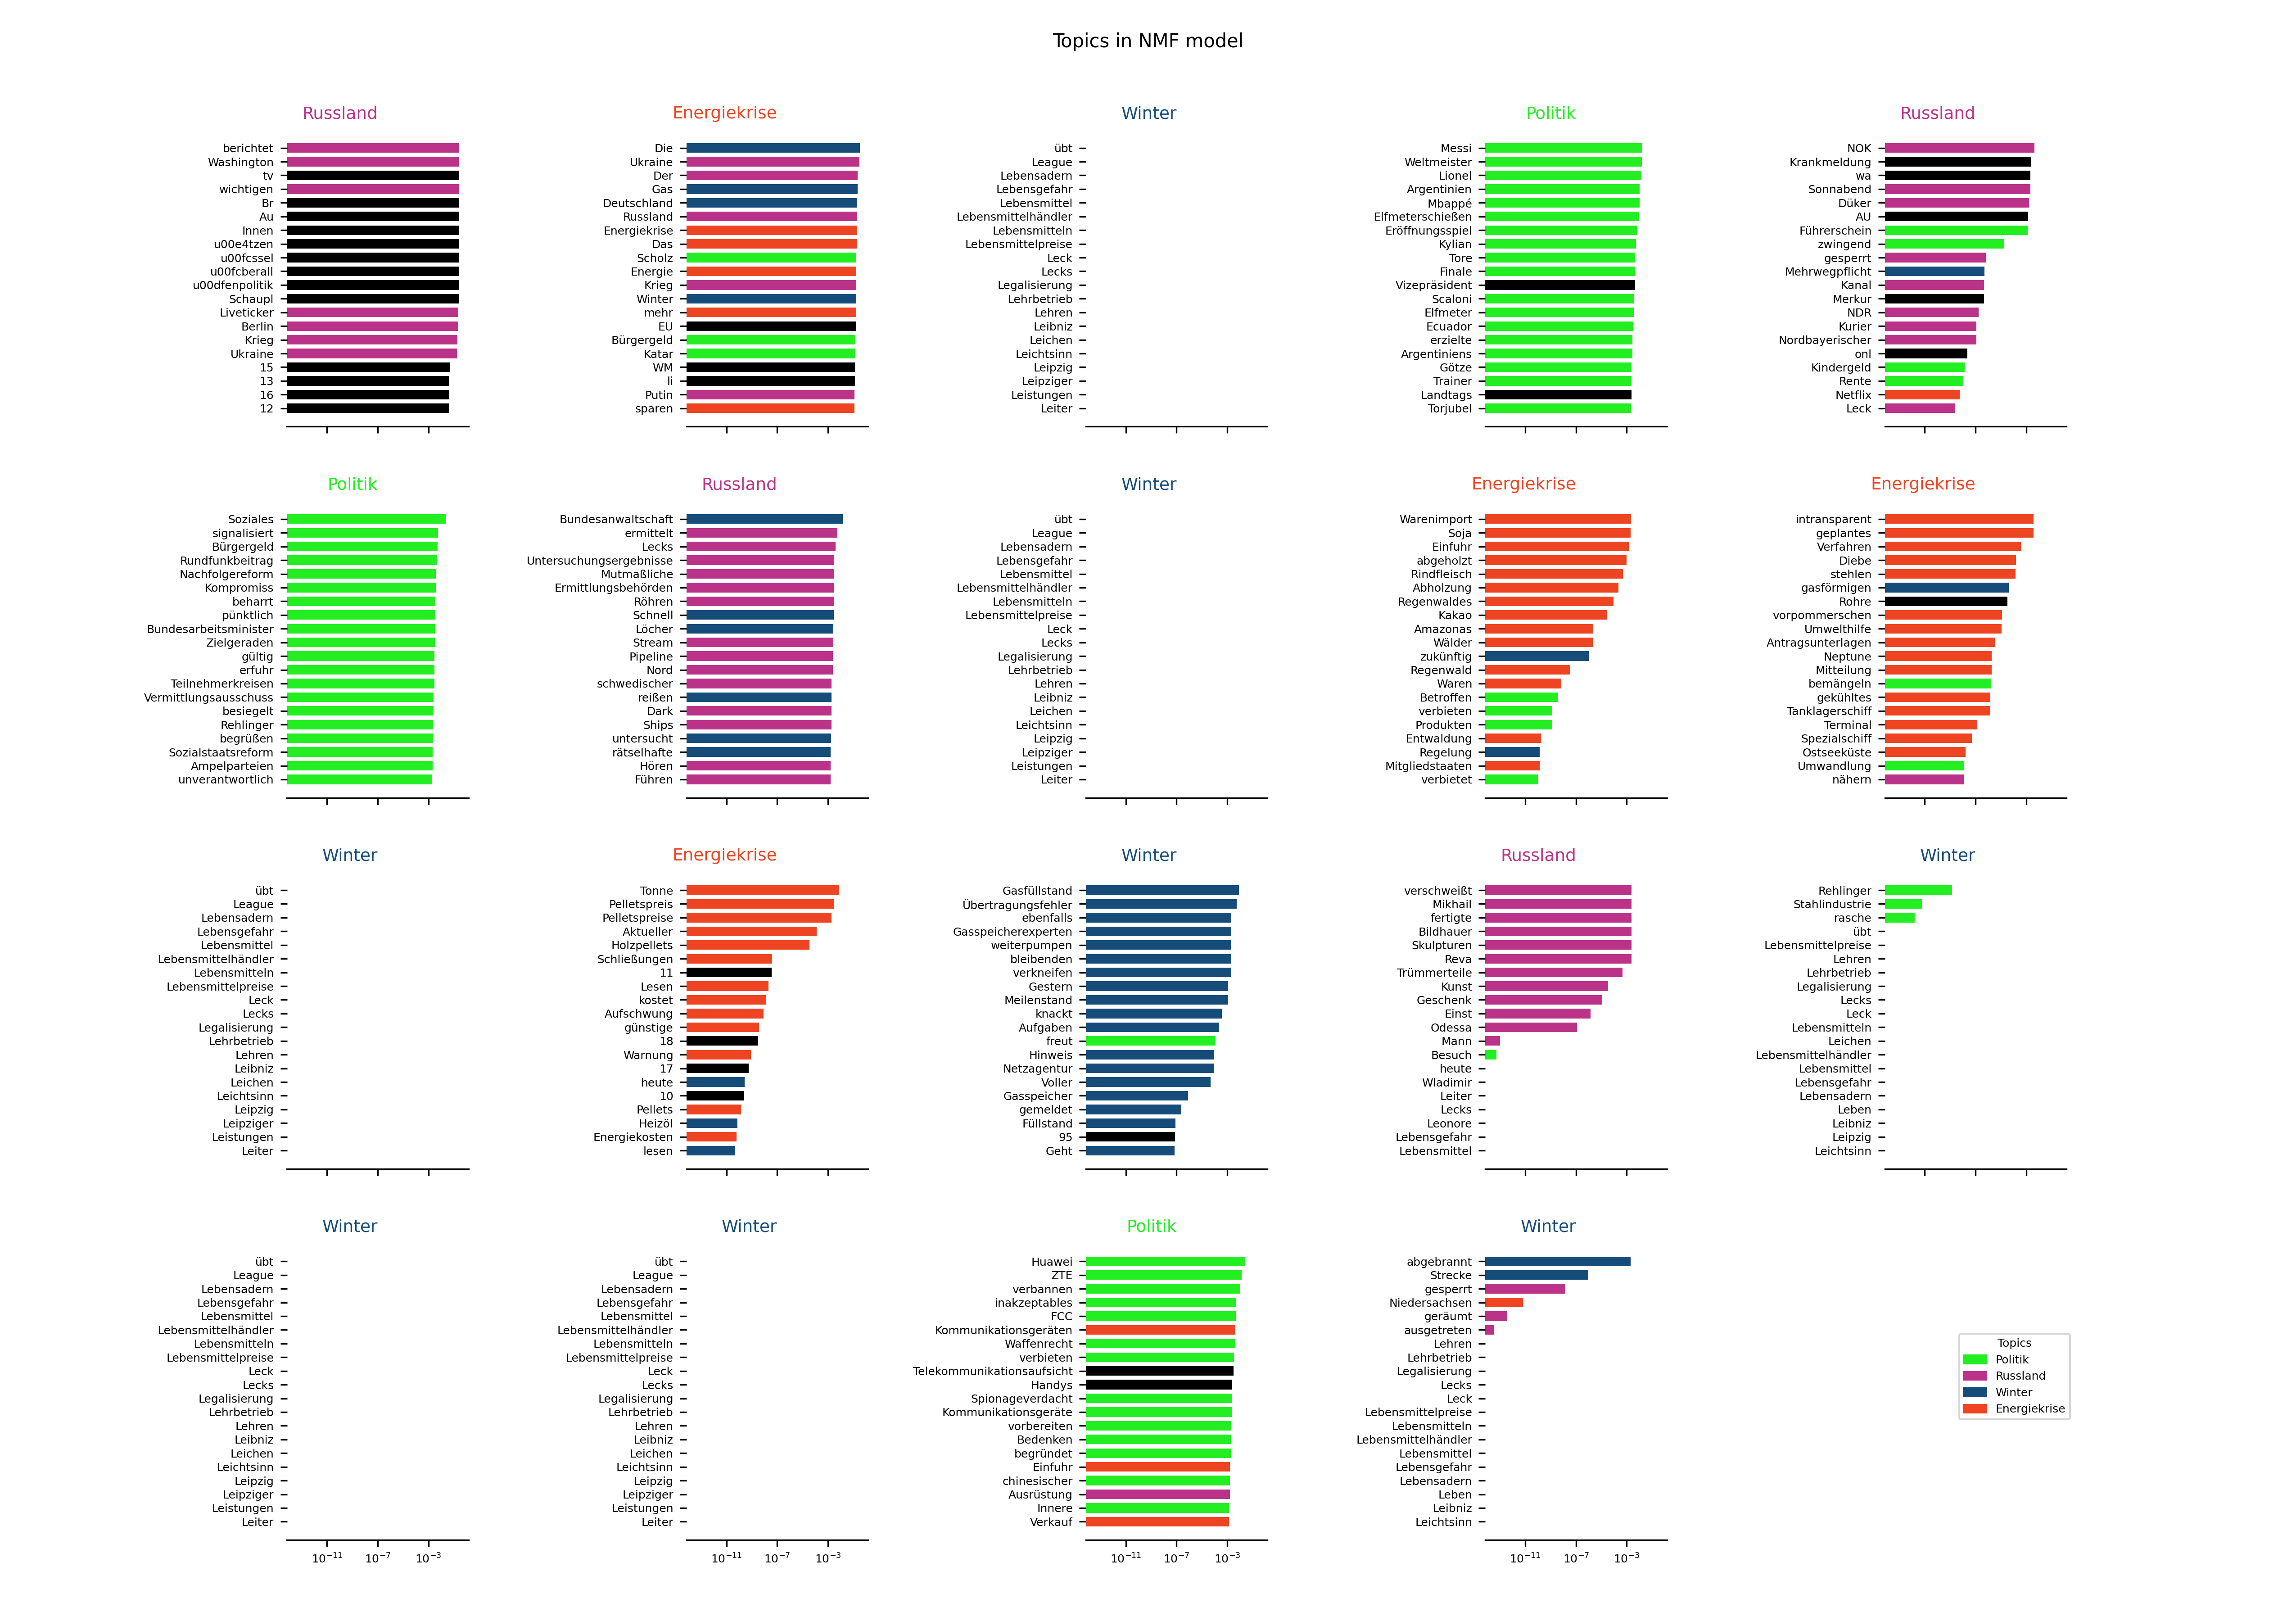 Topics in NMF model
Russland
berichtet
Washington
tv
wichtigen
Br
Au
Innen
u00e4tzen
u00fcssel
u00fcberall
u00dfenpolitik
Schaupl
Liveticker
Berlin
Krieg
Ukraine
15
13
16
12
Energiekrise
Die
Ukraine
Der
Gas
Deutschland
Russland
Energiekrise
Das
Scholz
Energie
Krieg
Winter
mehr
EU
Bürgergeld
Katar
WM
li
Putin
sparen
Winter
übt
League
Lebensadern
Lebensgefahr
Lebensmittel
Lebensmittelhändler
Lebensmitteln
Lebensmittelpreise
Leck
Lecks
Legalisierung
Lehrbetrieb
Lehren
Leibniz
Leichen
Leichtsinn
Leipzig
Leipziger
Leistungen
Leiter
Politik
Messi
Weltmeister
Lionel
Argentinien
Mbappé
Elfmeterschießen
Eröffnungsspiel
Kylian
Tore
Finale
Vizepräsident
Scaloni
Elfmeter
Ecuador
erzielte
Argentiniens
Götze
Trainer
Landtags
Torjubel
Russland
NOK
Krankmeldung
wa
Sonnabend
Düker
AU
Führerschein
zwingend
gesperrt
Mehrwegpflicht
Kanal
Merkur
NDR
Kurier
Nordbayerischer
onl
Kindergeld
Rente
Netflix
Leck
Politik
Soziales
signalisiert
Bürgergeld
Rundfunkbeitrag
Nachfolgereform
Kompromiss
beharrt
pünktlich
Bundesarbeitsminister
Zielgeraden
gültig
erfuhr
Teilnehmerkreisen
Vermittlungsausschuss
besiegelt
Rehlinger
begrüßen
Sozialstaatsreform
Ampelparteien
unverantwortlich
Russland
Bundesanwaltschaft
ermittelt
Lecks
Untersuchungsergebnisse
Mutmaßliche
Ermittlungsbehörden
Röhren
Schnell
Löcher
Stream
Pipeline
Nord
schwedischer
reißen
Dark
Ships
untersucht
rätselhafte
Hören
Führen
Winter
übt
League
Lebensadern
Lebensgefahr
Lebensmittel
Lebensmittelhändler
Lebensmitteln
Lebensmittelpreise
Leck
Lecks
Legalisierung
Lehrbetrieb
Lehren
Leibniz
Leichen
Leichtsinn
Leipzig
Leipziger
Leistungen
Leiter
Energiekrise
Warenimport
Soja
Einfuhr
abgeholzt
Rindfleisch
Abholzung
Regenwaldes
Kakao
Amazonas
Wälder
zukünftig
Regenwald
Waren
Betroffen
verbieten
Produkten
Entwaldung
Regelung
Mitgliedstaaten
verbietet
Energiekrise
intransparent
geplantes
Verfahren
Diebe
stehlen
gasförmigen
Rohre
vorpommerschen
Umwelthilfe
Antragsunterlagen
Neptune
Mitteilung
bemängeln
gekühltes
Tanklagerschiff
Terminal
Spezialschiff
Ostseeküste
Umwandlung
nähern
Winter
übt
League
Lebensadern
Lebensgefahr
Lebensmittel
Lebensmittelhändler
Lebensmitteln
Lebensmittelpreise
Leck
Lecks
Legalisierung
Lehrbetrieb
Lehren
Leibniz
Leichen
Leichtsinn
Leipzig
Leipziger
Leistungen
Leiter
Energiekrise
Tonne
Pelletspreis
Pelletspreise
Aktueller
Holzpellets
Schließungen
11
Lesen
kostet
Aufschwung
günstige
18
Warnung
17
heute
10
Pellets
Heizöl
Energiekosten
lesen
Winter
Gasfüllstand
Übertragungsfehler
ebenfalls
Gasspeicherexperten
weiterpumpen
bleibenden
verkneifen
Gestern
Meilenstand
knackt
Aufgaben
freut
Hinweis
Netzagentur
Voller
Gasspeicher
gemeldet
Füllstand
95
Geht
Russland
verschweißt
Mikhail
fertigte
Bildhauer
Skulpturen
Reva
Trümmerteile
Kunst
Geschenk
Einst
Odessa
Mann
Besuch
heute
Wladimir
Leiter
Lecks
Leonore
Lebensgefahr
Lebensmittel
Winter
Rehlinger
Stahlindustrie
rasche
übt
Lebensmittelpreise
Lehren
Lehrbetrieb
Legalisierung
Lecks
Leck
Lebensmitteln
Leichen
Lebensmittelhändler
Lebensmittel
Lebensgefahr
Lebensadern
Leben
Leibniz
Leipzig
Leichtsinn
Winter
übt
League
Lebensadern
Lebensgefahr
Lebensmittel
Lebensmittelhändler
Lebensmitteln
Lebensmittelpreise
Leck
Lecks
Legalisierung
Lehrbetrieb
Lehren
Leibniz
Leichen
Leichtsinn
Leipzig
Leipziger
Leistungen
Leiter
10⁻¹¹ 10⁻⁷ 10⁻³
Winter
übt
League
Lebensadern
Lebensgefahr
Lebensmittel
Lebensmittelhändler
Lebensmitteln
Lebensmittelpreise
Leck
Lecks
Legalisierung
Lehrbetrieb
Lehren
Leibniz
Leichen
Leichtsinn
Leipzig
Leipziger
Leistungen
Leiter
10⁻¹¹ 10⁻⁷ 10⁻³
Politik
Huawei
ZTE
verbannen
inakzeptables
FCC
Kommunikationsgeräten
Waffenrecht
verbieten
Telekommunikationsaufsicht
Handys
Spionageverdacht
Kommunikationsgeräte
vorbereiten
Bedenken
begründet
Einfuhr
chinesischer
Ausrüstung
Innere
Verkauf
10⁻¹¹ 10⁻⁷ 10⁻³
Winter
abgebrannt
Strecke
gesperrt
Niedersachsen
geräumt
ausgetreten
Lehren
Lehrbetrieb
Legalisierung
Lecks
Leck
Lebensmittelpreise
Lebensmitteln
Lebensmittelhändler
Lebensmittel
Lebensgefahr
Lebensadern
Leben
Leibniz
Leichtsinn
10⁻¹¹ 10⁻⁷ 10⁻³
Topics
Politik
Russland
Winter
Energiekrise